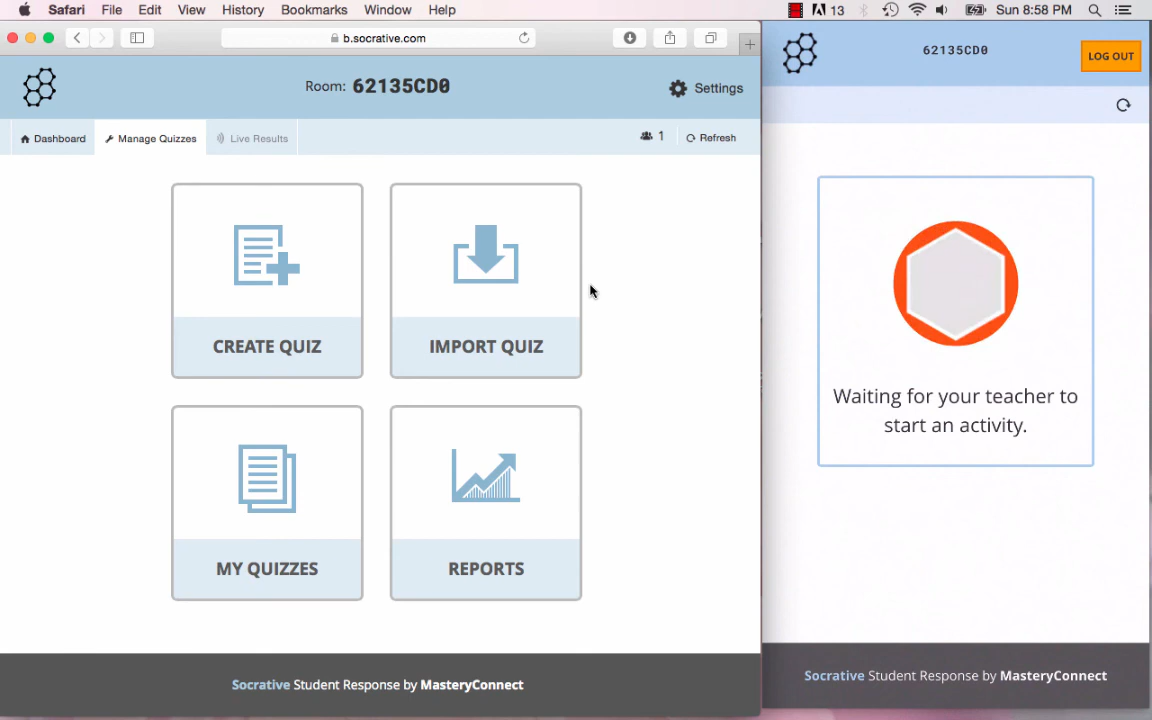 Safari File Edit View History Bookmarks Window Help 13 Sun 8:58 PM
b.socrative.com
Room: 62135CD0
Settings
Dashboard Manage Quizzes Live Results 1 Refresh
CREATE QUIZ IMPORT QUIZ
MY QUIZZES REPORTS
Socrative Student Response by MasteryConnect
62135CD0
LOG OUT
Waiting for your teacher to
start an activity.
Socrative Student Response by MasteryConnect